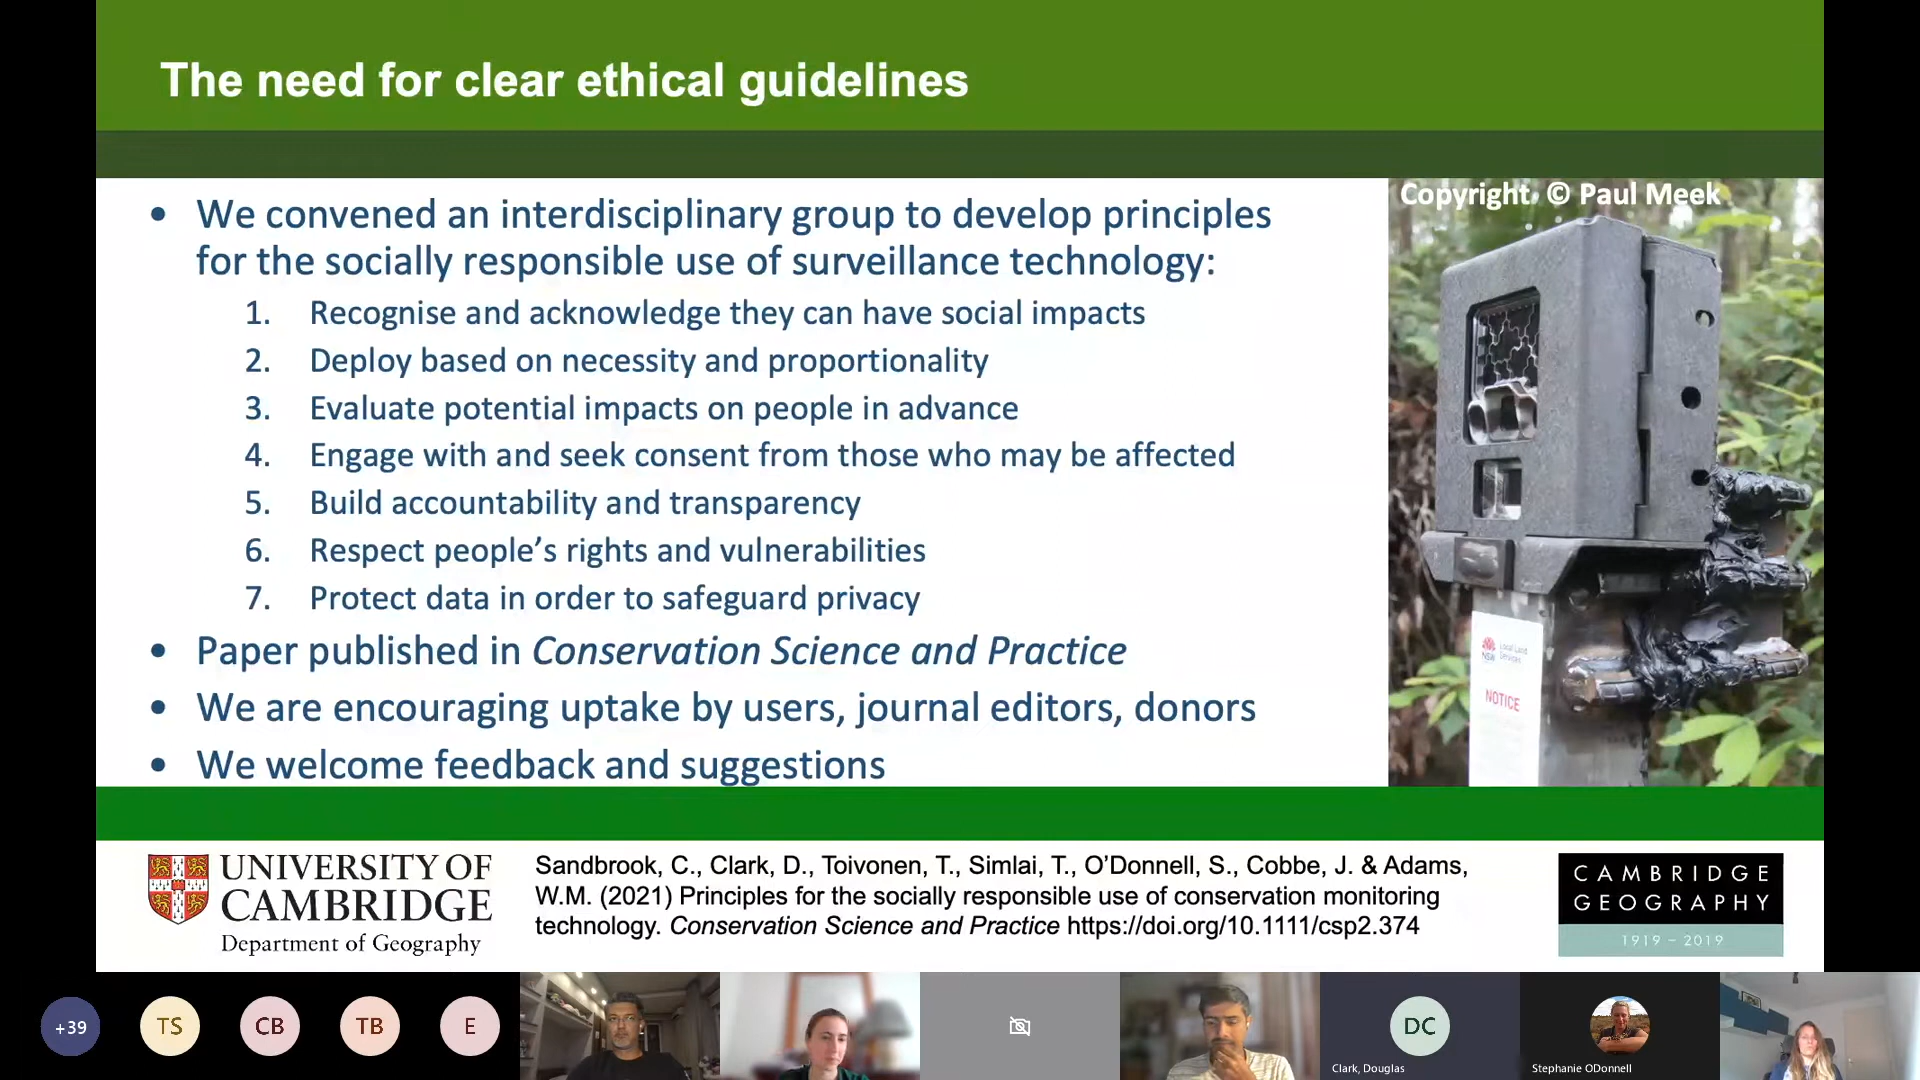 The need for clear ethical guidelines
Copyright © Paul Meek
• We convened an interdisciplinary group to develop principles
for the socially responsible use of surveillance technology:
1. Recognise and acknowledge they can have social impacts
2. Deploy based on necessity and proportionality
3. Evaluate potential impacts on people in advance
4. Engage with and seek consent from those who may be affected
5. Build accountability and transparency
6. Respect people's rights and vulnerabilities
7. Protect data in order to safeguard privacy
• Paper published in Conservation Science and Practice
• We are encouraging uptake by users, journal editors, donors
• We welcome feedback and suggestions
NSW
Local Land
Services
NOTICE
UNIVERSITY OF
CAMBRIDGE
Department of Geography
Sandbrook, C., Clark, D., Toivonen, T., Simlai, T., O'Donnell, S., Cobbe, J. & Adams,
W.M. (2021) Principles for the socially responsible use of conservation monitoring
technology. Conservation Science and Practice https://doi.org/10.1111/csp2.374
CAMBRIDGE
GEOGRAPHY
1919 – 2019
+39
TS
CB
TB
E
DC
Clark, Douglas
Stephanie ODonnell